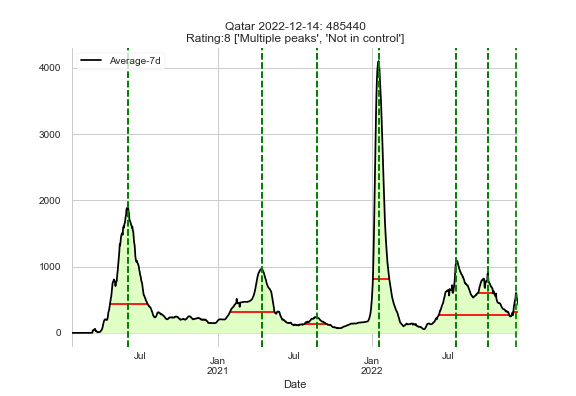 Qatar 2022-12-14: 485440
Rating:8 ['Multiple peaks', 'Not in control']
Average-7d
4000
3000
2000
1000
0
Jul
Jan
2021
Jul
Jan
2022
Jul
Date